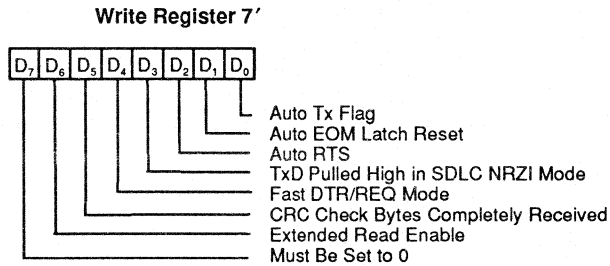 Write Register 7′
D₇ D₆ D₅ D₄ D₃ D₂ D₁ D₀
Auto Tx Flag
Auto EOM Latch Reset
Auto RTS
TxD Pulled High in SDLC NRZI Mode
Fast DTR/REQ Mode
CRC Check Bytes Completely Received
Extended Read Enable
Must Be Set to 0